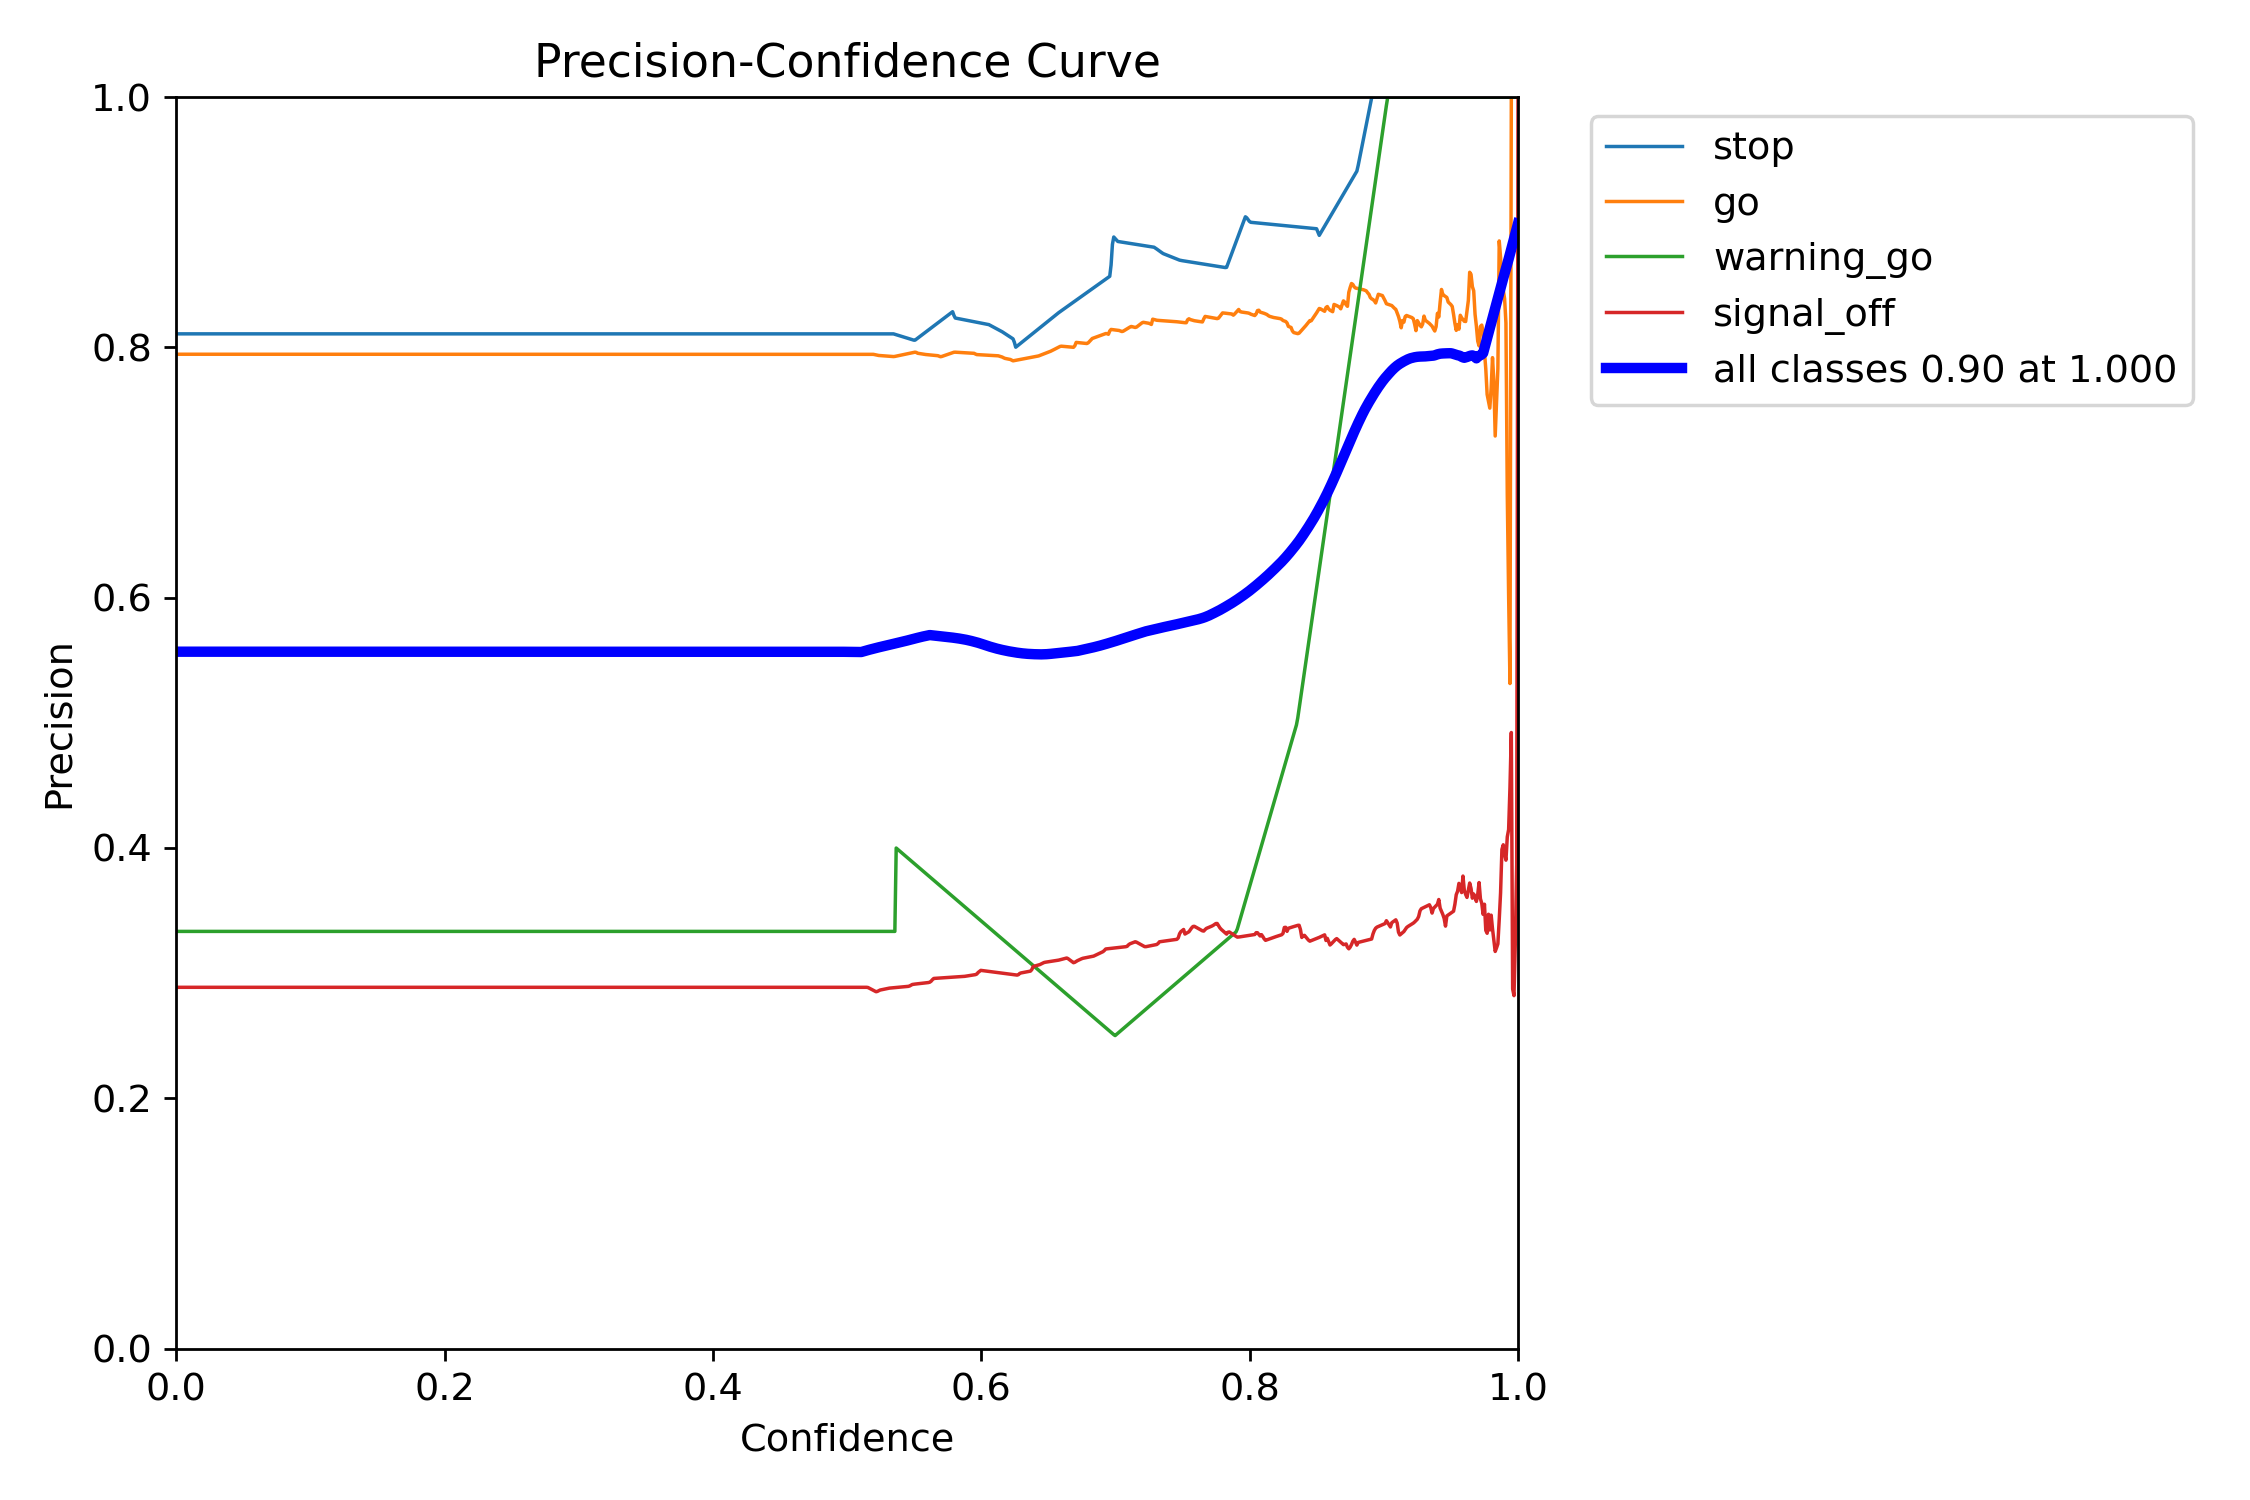 Precision-Confidence Curve
1.0
0.8
0.6
0.4
0.2
0.0
Precision
0.0 0.2 0.4 0.6 0.8 1.0
Confidence
stop
go
warning_go
signal_off
all classes 0.90 at 1.000